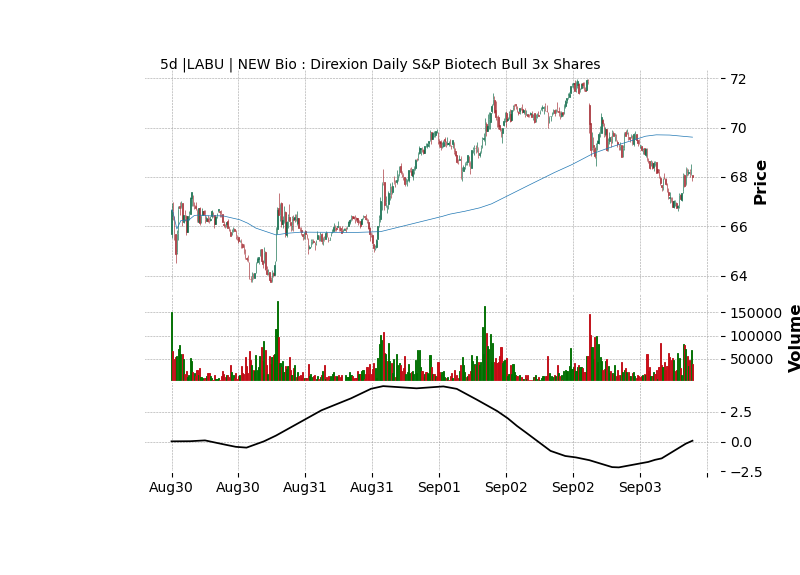 5d |LABU | NEW Bio : Direxion Daily S&P Biotech Bull 3x Shares
72
70
68
66
64
Price
150000
100000
50000
Volume
2.5
0.0
−2.5
Aug30 Aug30 Aug31 Aug31 Sep01 Sep02 Sep02 Sep03